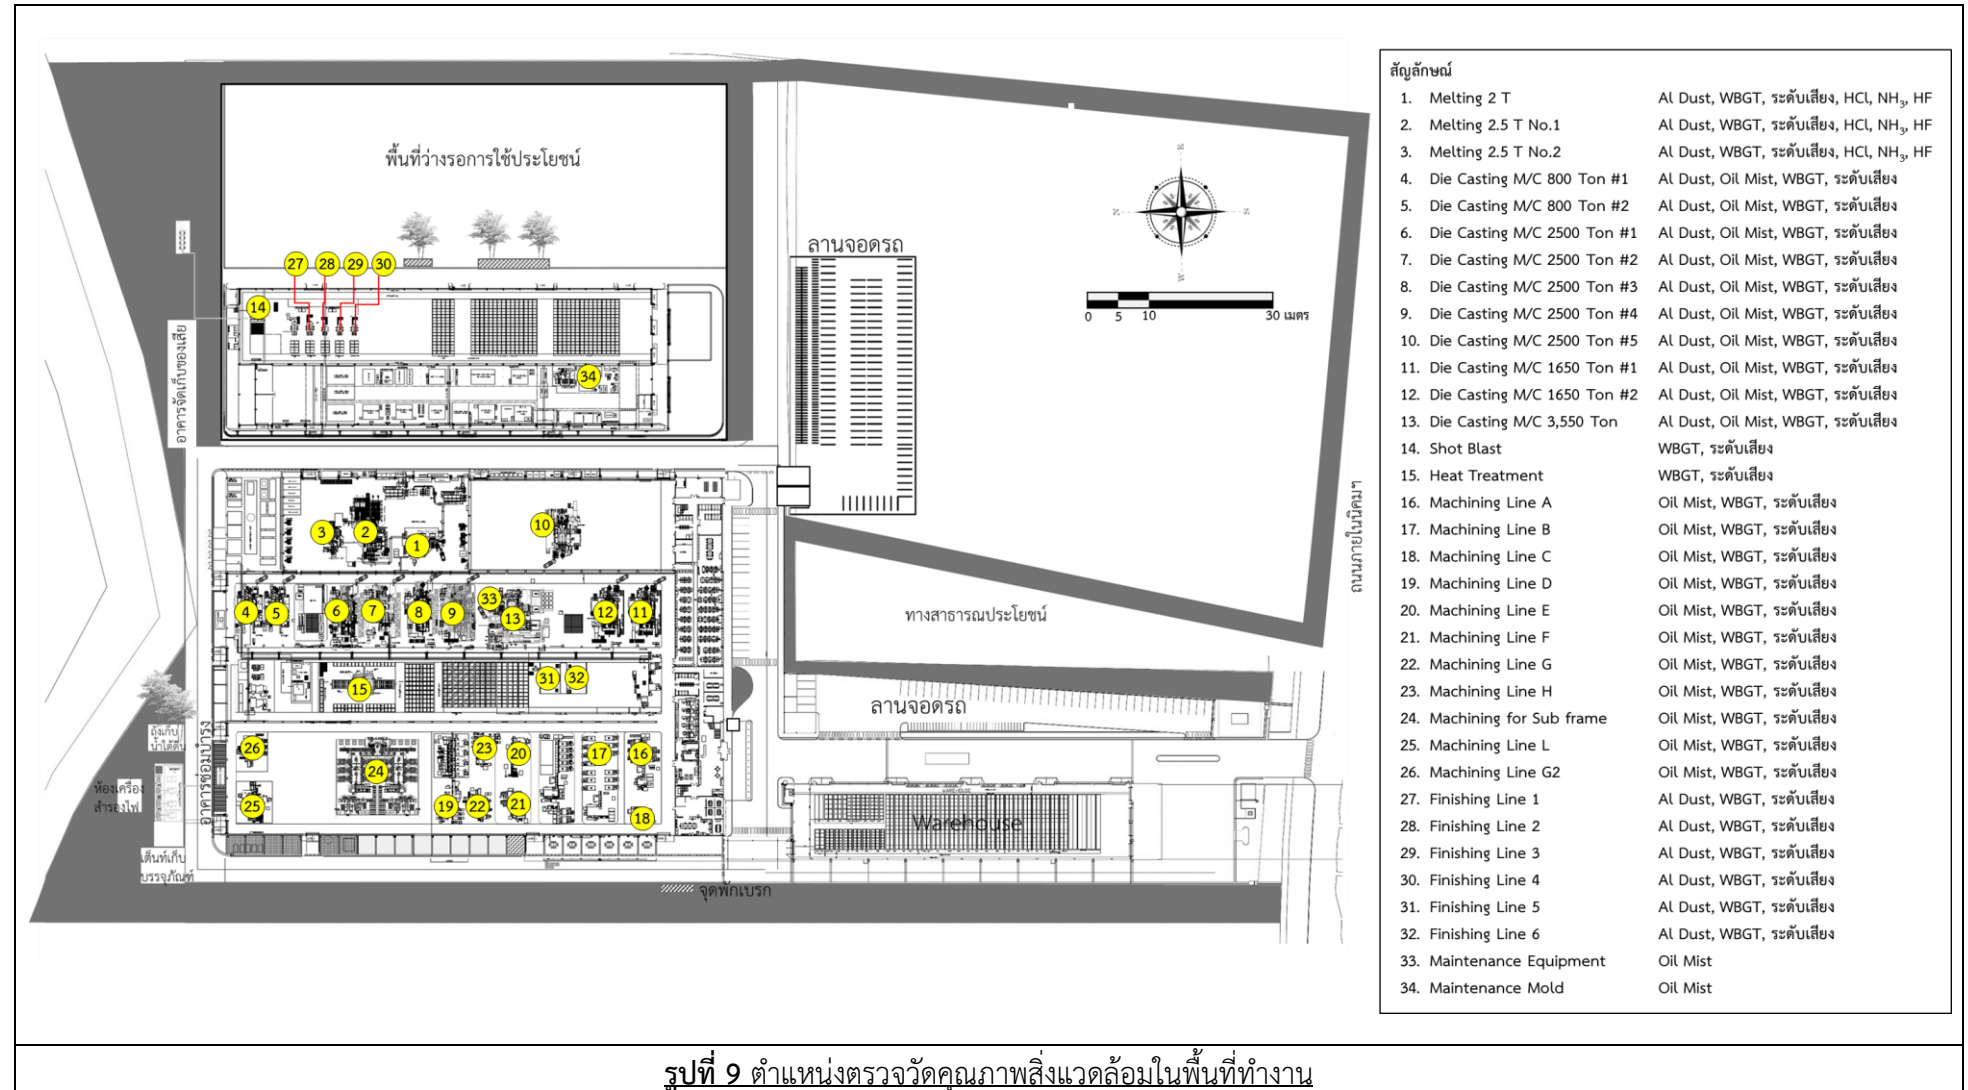 พื้นที่ว่างรอการใช้ประโยชน์
27 28 29 30
14
34
อาคารจัดเก็บของเสีย
ลานจอดรถ
0 5 10 30 เมตร
ถนนภายในนิคมฯ
ทางสาธารณประโยชน์
3 2 1 10
4 5 6 7 8 9 33 13 12 11
15 31 32
ลานจอดรถ
26 24 23 20 17 16
25 19 22 21 18
ถังเก็บ
น้ำใต้ดิน
ห้องเครื่อง
สำรองไฟ
อาคารซ่อมบำรุง
เต็นท์เก็บ
บรรจุภัณฑ์
WAREHOUSE
Warehouse
จุดพักเบรก
สัญลักษณ์
1. Melting 2 T Al Dust, WBGT, ระดับเสียง, HCl, NH3, HF
2. Melting 2.5 T No.1 Al Dust, WBGT, ระดับเสียง, HCl, NH3, HF
3. Melting 2.5 T No.2 Al Dust, WBGT, ระดับเสียง, HCl, NH3, HF
4. Die Casting M/C 800 Ton #1 Al Dust, Oil Mist, WBGT, ระดับเสียง
5. Die Casting M/C 800 Ton #2 Al Dust, Oil Mist, WBGT, ระดับเสียง
6. Die Casting M/C 2500 Ton #1 Al Dust, Oil Mist, WBGT, ระดับเสียง
7. Die Casting M/C 2500 Ton #2 Al Dust, Oil Mist, WBGT, ระดับเสียง
8. Die Casting M/C 2500 Ton #3 Al Dust, Oil Mist, WBGT, ระดับเสียง
9. Die Casting M/C 2500 Ton #4 Al Dust, Oil Mist, WBGT, ระดับเสียง
10. Die Casting M/C 2500 Ton #5 Al Dust, Oil Mist, WBGT, ระดับเสียง
11. Die Casting M/C 1650 Ton #1 Al Dust, Oil Mist, WBGT, ระดับเสียง
12. Die Casting M/C 1650 Ton #2 Al Dust, Oil Mist, WBGT, ระดับเสียง
13. Die Casting M/C 3,550 Ton Al Dust, Oil Mist, WBGT, ระดับเสียง
14. Shot Blast WBGT, ระดับเสียง
15. Heat Treatment WBGT, ระดับเสียง
16. Machining Line A Oil Mist, WBGT, ระดับเสียง
17. Machining Line B Oil Mist, WBGT, ระดับเสียง
18. Machining Line C Oil Mist, WBGT, ระดับเสียง
19. Machining Line D Oil Mist, WBGT, ระดับเสียง
20. Machining Line E Oil Mist, WBGT, ระดับเสียง
21. Machining Line F Oil Mist, WBGT, ระดับเสียง
22. Machining Line G Oil Mist, WBGT, ระดับเสียง
23. Machining Line H Oil Mist, WBGT, ระดับเสียง
24. Machining for Sub frame Oil Mist, WBGT, ระดับเสียง
25. Machining Line L Oil Mist, WBGT, ระดับเสียง
26. Machining Line G2 Oil Mist, WBGT, ระดับเสียง
27. Finishing Line 1 Al Dust, WBGT, ระดับเสียง
28. Finishing Line 2 Al Dust, WBGT, ระดับเสียง
29. Finishing Line 3 Al Dust, WBGT, ระดับเสียง
30. Finishing Line 4 Al Dust, WBGT, ระดับเสียง
31. Finishing Line 5 Al Dust, WBGT, ระดับเสียง
32. Finishing Line 6 Al Dust, WBGT, ระดับเสียง
33. Maintenance Equipment Oil Mist
34. Maintenance Mold Oil Mist
รูปที่ 9 ตำแหน่งตรวจวัดคุณภาพสิ่งแวดล้อมในพื้นที่ทำงาน